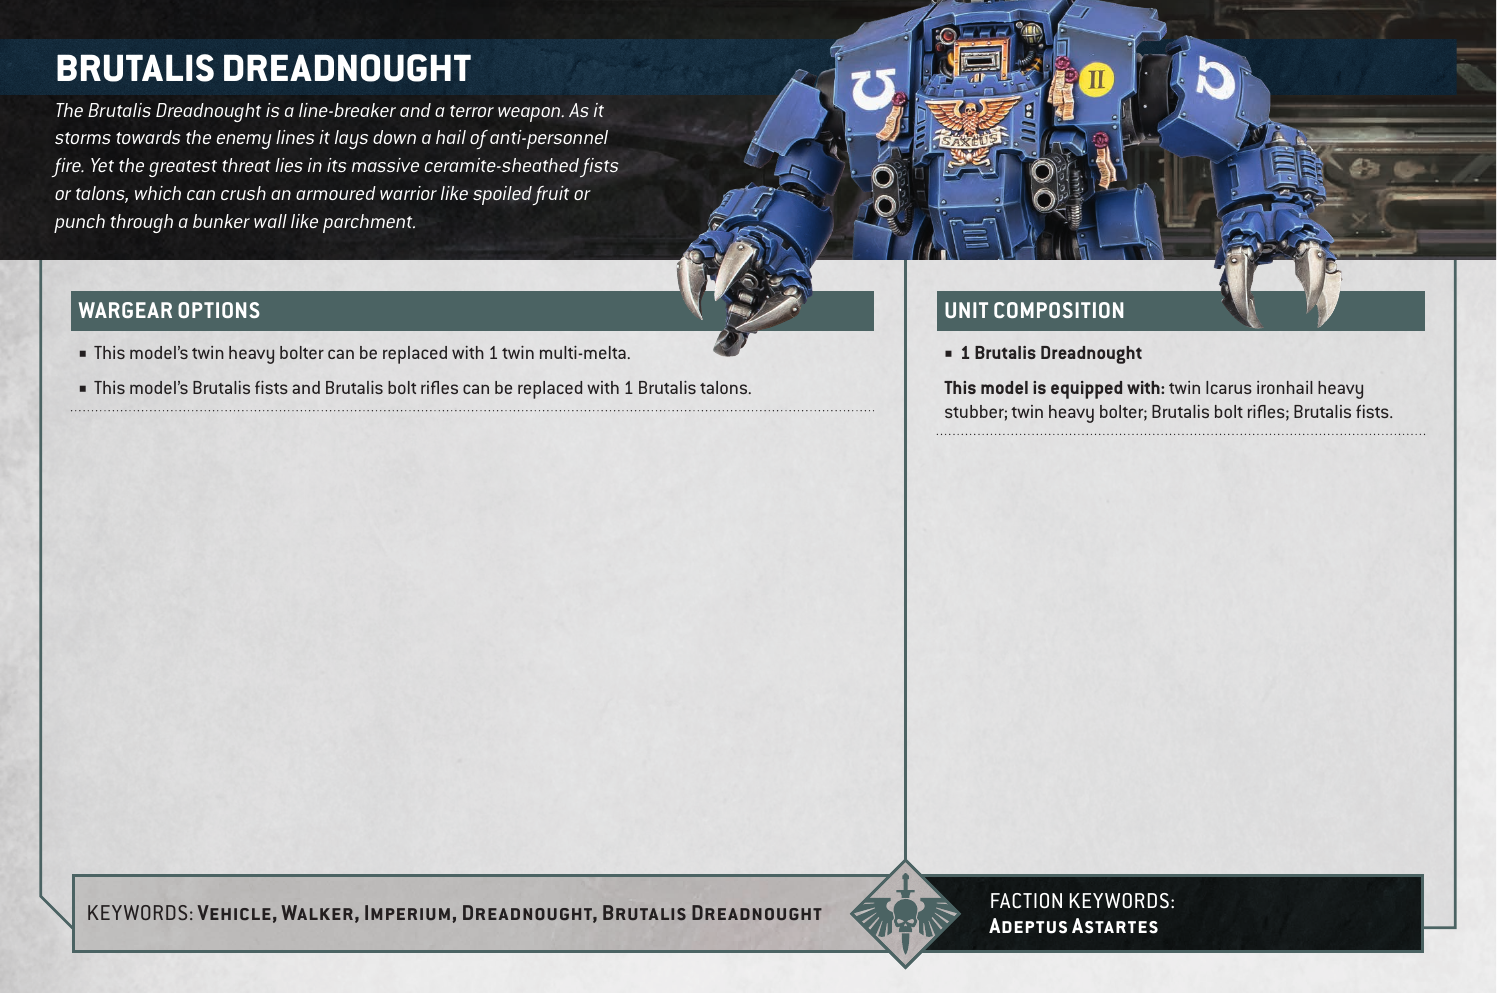 BRUTALIS DREADNOUGHT
The Brutalis Dreadnought is a line-breaker and a terror weapon. As it
storms towards the enemy lines it lays down a hail of anti-personnel
fire. Yet the greatest threat lies in its massive ceramite-sheathed fists
or talons, which can crush an armoured warrior like spoiled fruit or
punch through a bunker wall like parchment.
II
WARGEAR OPTIONS
▪ This model’s twin heavy bolter can be replaced with 1 twin multi-melta.
▪ This model’s Brutalis fists and Brutalis bolt rifles can be replaced with 1 Brutalis talons.
UNIT COMPOSITION
▪ 1 Brutalis Dreadnought
This model is equipped with: twin Icarus ironhail heavy
stubber; twin heavy bolter; Brutalis bolt rifles; Brutalis fists.
KEYWORDS: Vehicle, Walker, Imperium, Dreadnought, Brutalis Dreadnought
FACTION KEYWORDS:
Adeptus Astartes